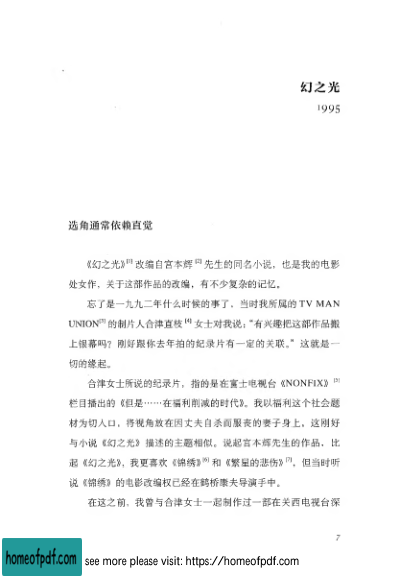 幻之光
1995
选角通常依赖直觉
《幻之光》[1] 改编自宫本辉 [2] 先生的同名小说，也是我的电影
处女作，关于这部作品的改编，有不少复杂的记忆。
忘了是一九九二年什么时候的事了，当时我所属的 TV MAN
UNION[3] 的制片人合津直枝 [4] 女士对我说：“有兴趣把这部作品搬
上银幕吗？刚好跟你去年拍的纪录片有一定的关联。”这就是一
切的缘起。
合津女士所说的纪录片，指的是在富士电视台《NONFIX》[5]
栏目播出的《但是……在福利削减的时代》。我以福利这个社会题
材为切入口，将视角放在因丈夫自杀而服丧的妻子身上，这刚好
与小说《幻之光》描述的主题相似。说起宫本辉先生的作品，比
起《幻之光》，我更喜欢《锦绣》[6] 和《繁星的悲伤》[7]，但当时听
说《锦绣》的电影改编权已经在鹤桥康夫导演手中。
在这之前，我曾与合津女士一起制作过一部在关西电视台深
7
homeofpdf.com
see more please visit: https://homeofpdf.com